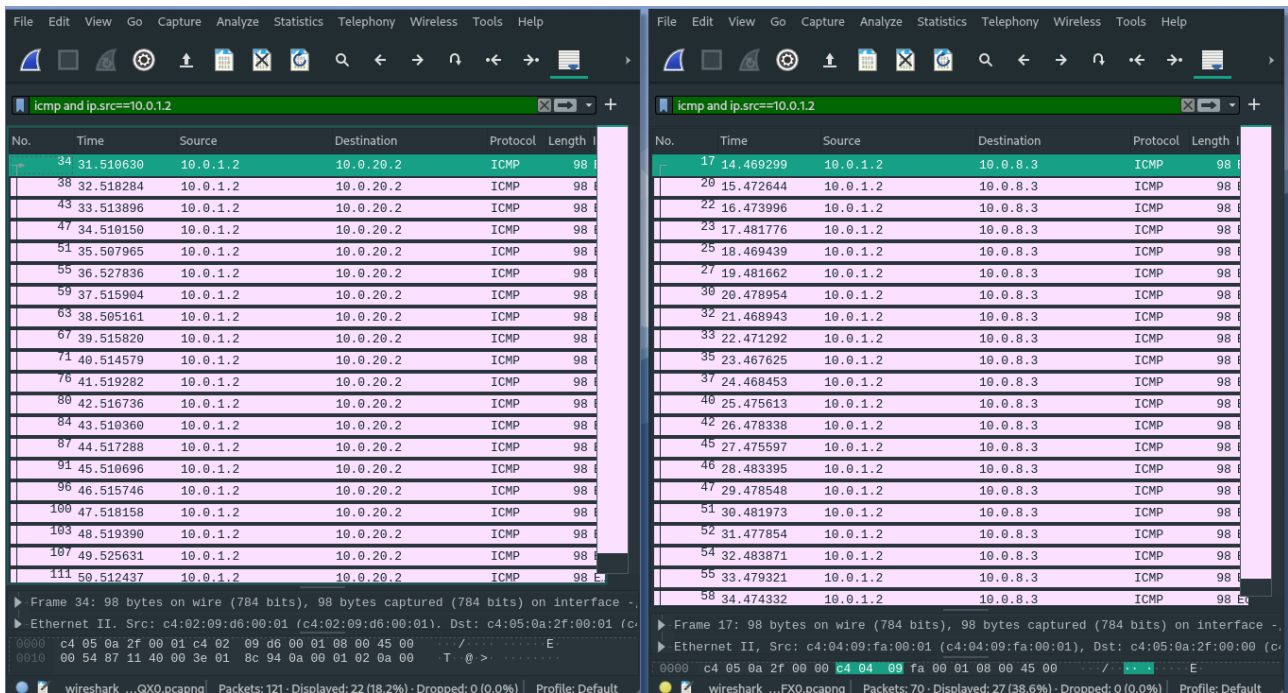 File Edit View Go Capture Analyze Statistics Telephony Wireless Tools Help
icmp and ip.src==10.0.1.2
No. Time Source Destination Protocol Length I
34 31.510630 10.0.1.2 10.0.20.2 ICMP 98
38 32.518284 10.0.1.2 10.0.20.2 ICMP 98
43 33.513896 10.0.1.2 10.0.20.2 ICMP 98
47 34.510150 10.0.1.2 10.0.20.2 ICMP 98
51 35.507965 10.0.1.2 10.0.20.2 ICMP 98
55 36.527836 10.0.1.2 10.0.20.2 ICMP 98
59 37.515904 10.0.1.2 10.0.20.2 ICMP 98
63 38.505161 10.0.1.2 10.0.20.2 ICMP 98
67 39.515820 10.0.1.2 10.0.20.2 ICMP 98
71 40.514579 10.0.1.2 10.0.20.2 ICMP 98
76 41.519282 10.0.1.2 10.0.20.2 ICMP 98
80 42.516736 10.0.1.2 10.0.20.2 ICMP 98
84 43.510360 10.0.1.2 10.0.20.2 ICMP 98
87 44.517288 10.0.1.2 10.0.20.2 ICMP 98
91 45.510696 10.0.1.2 10.0.20.2 ICMP 98
96 46.515746 10.0.1.2 10.0.20.2 ICMP 98
100 47.518158 10.0.1.2 10.0.20.2 ICMP 98
103 48.519390 10.0.1.2 10.0.20.2 ICMP 98
107 49.525631 10.0.1.2 10.0.20.2 ICMP 98
111 50.512437 10.0.1.2 10.0.20.2 ICMP 98
Frame 34: 98 bytes on wire (784 bits), 98 bytes captured (784 bits) on interface -,
Ethernet II, Src: c4:02:09:d6:00:01 (c4:02:09:d6:00:01), Dst: c4:05:0a:2f:00:01 (c4
0000 c4 05 0a 2f 00 01 c4 02 09 d6 00 01 08 00 45 00 .../.... ......E.
0010 00 54 87 11 40 00 3e 01 8c 94 0a 00 01 02 0a 00 .T..@.>. ........
wireshark ...QX0.pcapng Packets: 121 · Displayed: 22 (18.2%) · Dropped: 0 (0.0%) Profile: Default
File Edit View Go Capture Analyze Statistics Telephony Wireless Tools Help
icmp and ip.src==10.0.1.2
No. Time Source Destination Protocol Length I
17 14.469299 10.0.1.2 10.0.8.3 ICMP 98
20 15.472644 10.0.1.2 10.0.8.3 ICMP 98
22 16.473996 10.0.1.2 10.0.8.3 ICMP 98
23 17.481776 10.0.1.2 10.0.8.3 ICMP 98
25 18.469439 10.0.1.2 10.0.8.3 ICMP 98
27 19.481662 10.0.1.2 10.0.8.3 ICMP 98
30 20.478954 10.0.1.2 10.0.8.3 ICMP 98
32 21.468943 10.0.1.2 10.0.8.3 ICMP 98
33 22.471292 10.0.1.2 10.0.8.3 ICMP 98
35 23.467625 10.0.1.2 10.0.8.3 ICMP 98
37 24.468453 10.0.1.2 10.0.8.3 ICMP 98
40 25.475613 10.0.1.2 10.0.8.3 ICMP 98
42 26.478338 10.0.1.2 10.0.8.3 ICMP 98
45 27.475597 10.0.1.2 10.0.8.3 ICMP 98
46 28.483395 10.0.1.2 10.0.8.3 ICMP 98
47 29.478548 10.0.1.2 10.0.8.3 ICMP 98
51 30.481973 10.0.1.2 10.0.8.3 ICMP 98
52 31.477854 10.0.1.2 10.0.8.3 ICMP 98
54 32.483871 10.0.1.2 10.0.8.3 ICMP 98
55 33.479321 10.0.1.2 10.0.8.3 ICMP 98
58 34.474332 10.0.1.2 10.0.8.3 ICMP 98
Frame 17: 98 bytes on wire (784 bits), 98 bytes captured (784 bits) on interface -,
Ethernet II, Src: c4:04:09:fa:00:01 (c4:04:09:fa:00:01), Dst: c4:05:0a:2f:00:00 (c4
0000 c4 05 0a 2f 00 00 c4 04 09 fa 00 01 08 00 45 00 .../.... ......E.
wireshark ...FX0.pcapng Packets: 70 · Displayed: 27 (38.6%) · Dropped: 0 (0.0%) Profile: Default